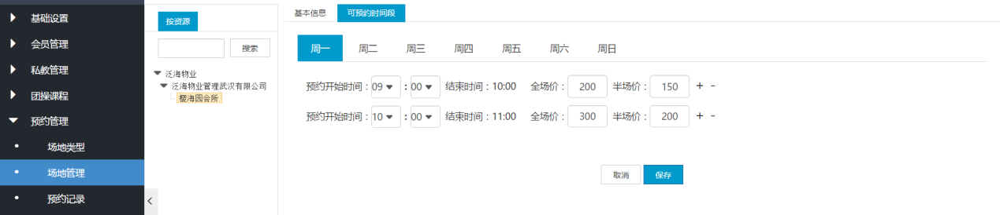 基础设置
会员管理
私教管理
团操课程
预约管理
场地类型
场地管理
预约记录
按资源
搜索
泛海物业
泛海物业管理武汉有限公司
樱海园会所
基本信息 可预约时间段
周一 周二 周三 周四 周五 周六 周日
预约开始时间：09 ：00 结束时间：10:00 全场价：200 半场价：150 + -
预约开始时间：10 ：00 结束时间：11:00 全场价：300 半场价：200 + -
取消 保存